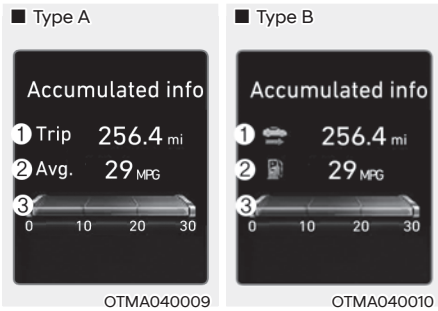 ■ Type A
Accumulated info
① Trip 256.4 mi
② Avg. 29 MPG
③
0 10 20 30
OTMA040009
■ Type B
Accumulated info
① 256.4 mi
② 29 MPG
③
0 10 20 30
OTMA040010